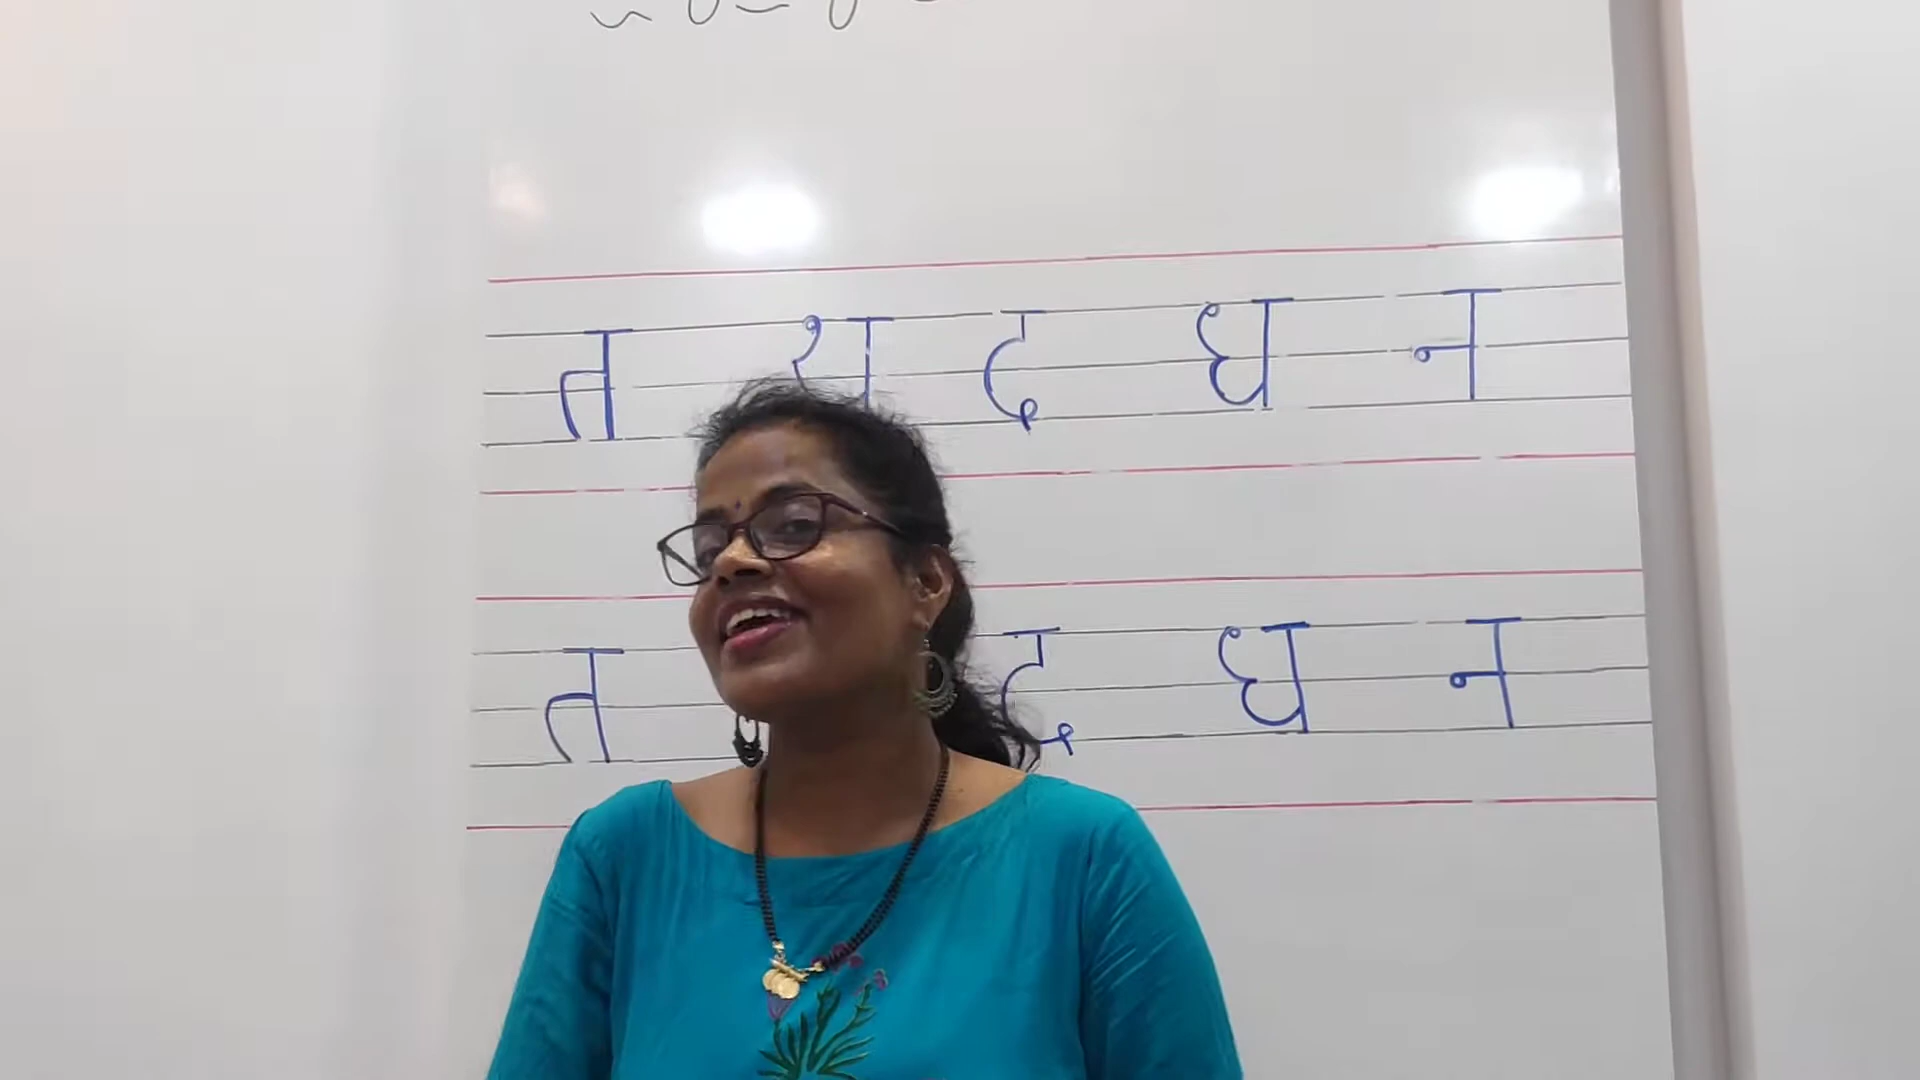 त थ द ध न
त द ध न